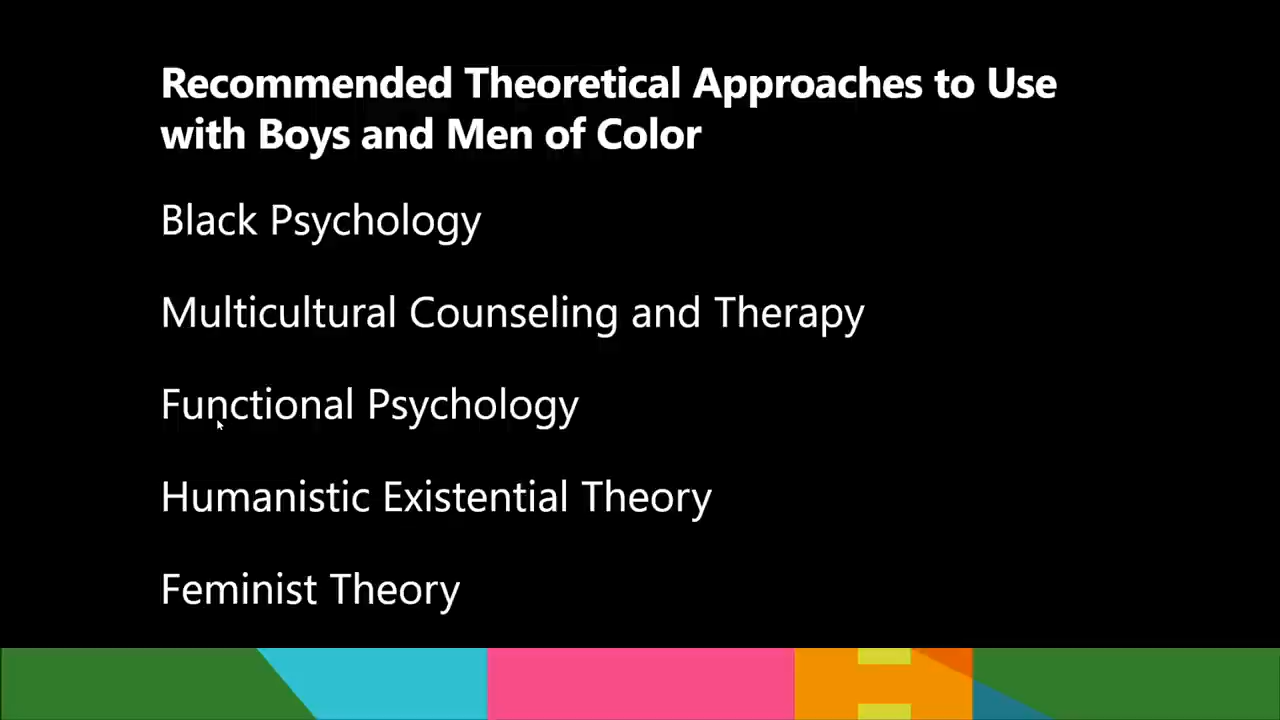 Recommended Theoretical Approaches to Use
with Boys and Men of Color
Black Psychology
Multicultural Counseling and Therapy
Functional Psychology
Humanistic Existential Theory
Feminist Theory